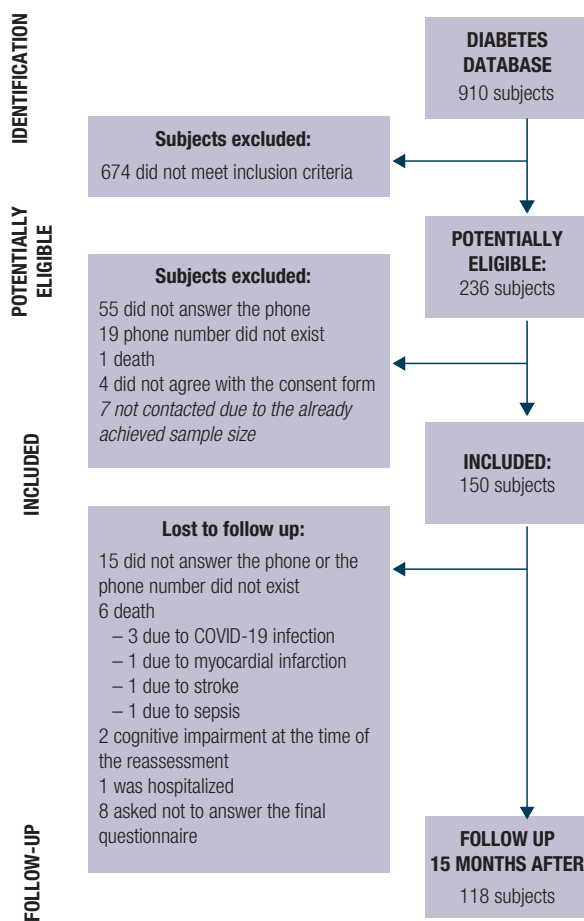 IDENTIFICATION
DIABETES
DATABASE
910 subjects
Subjects excluded:
674 did not meet inclusion criteria
POTENTIALLY
ELIGIBLE
POTENTIALLY
ELIGIBLE:
236 subjects
Subjects excluded:
55 did not answer the phone
19 phone number did not exist
1 death
4 did not agree with the consent form
7 not contacted due to the already
achieved sample size
INCLUDED
INCLUDED:
150 subjects
Lost to follow up:
15 did not answer the phone or the
phone number did not exist
6 death
– 3 due to COVID-19 infection
– 1 due to myocardial infarction
– 1 due to stroke
– 1 due to sepsis
2 cognitive impairment at the time of
the reassessment
1 was hospitalized
8 asked not to answer the final
questionnaire
FOLLOW-UP
FOLLOW UP
15 MONTHS AFTER
118 subjects